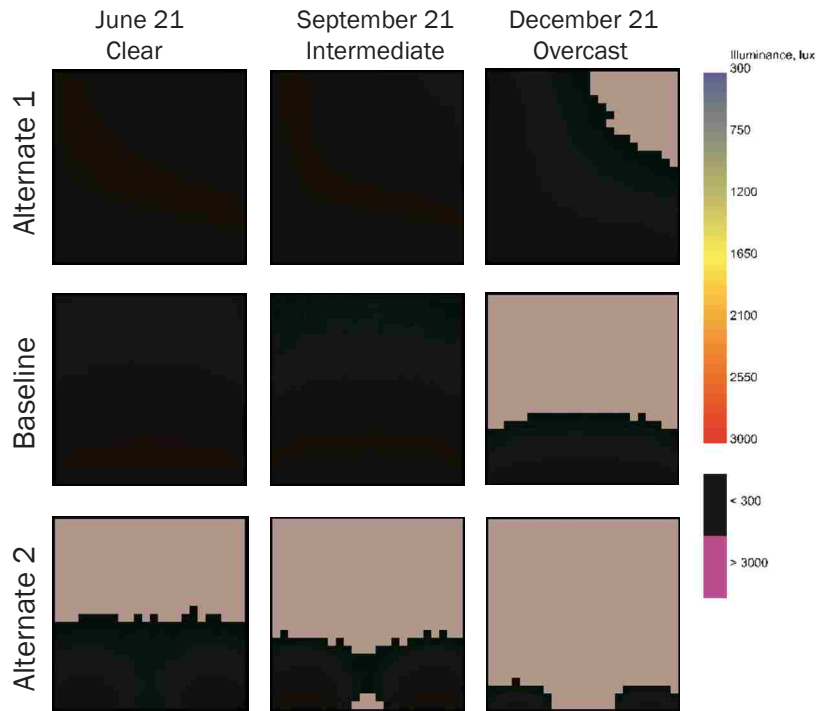 June 21
Clear
September 21
Intermediate
December 21
Overcast
Illuminance, lux
300
750
1200
1650
2100
2550
3000
< 300
> 3000
Alternate 1
Baseline
Alternate 2